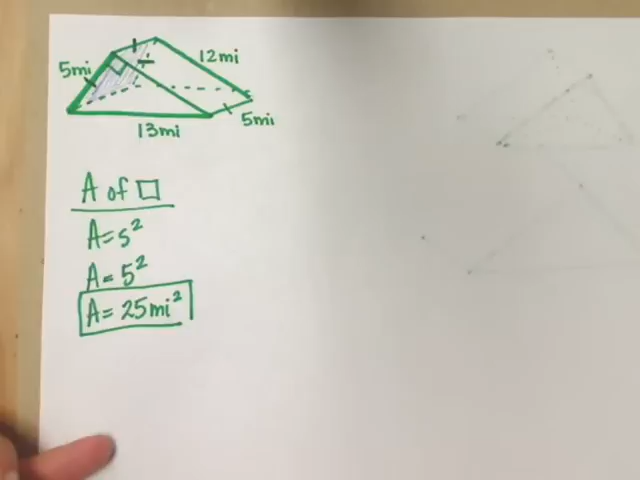 5mi
12mi
5mi
13mi
A of □
A=s²
A=5²
A=25mi²